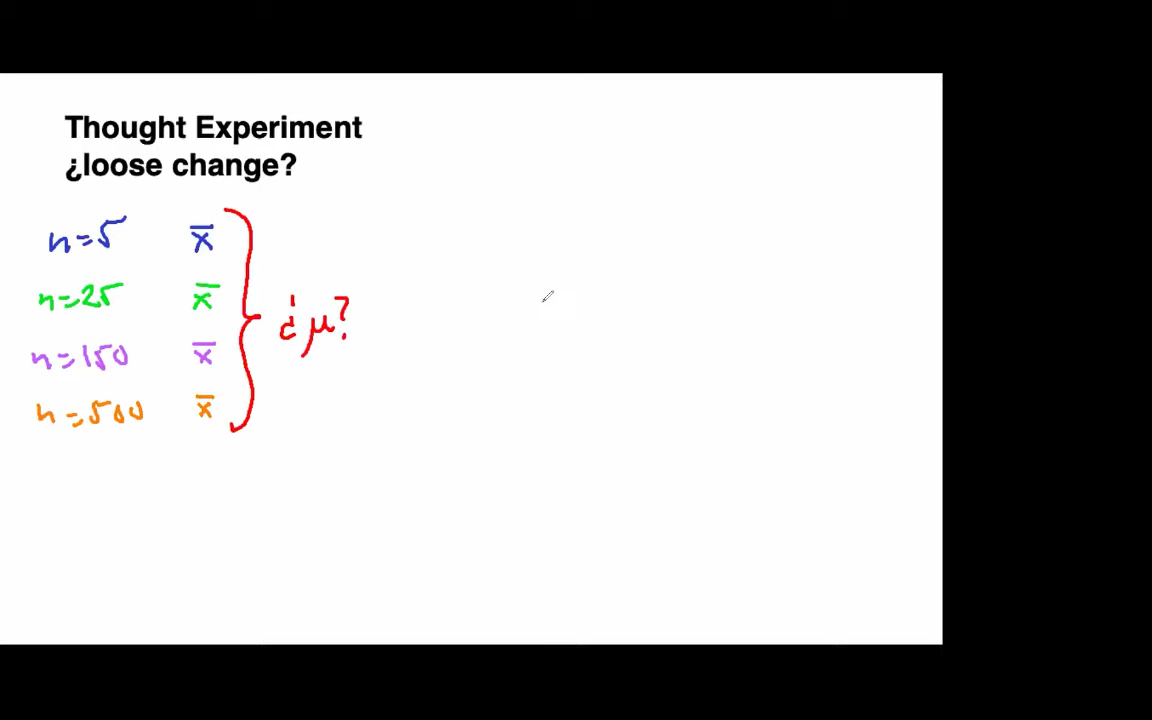 Thought Experiment
¿loose change?
n=5 x̄
n=25 x̄
n=150 x̄
n=500 x̄
¿μ?